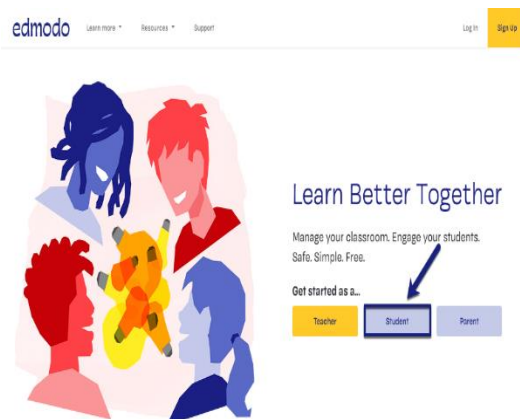 edmodo Learn more Resources Support Log In Sign Up
Learn Better Together
Manage your classroom. Engage your students.
Safe. Simple. Free.
Get started as a...
Teacher Student Parent